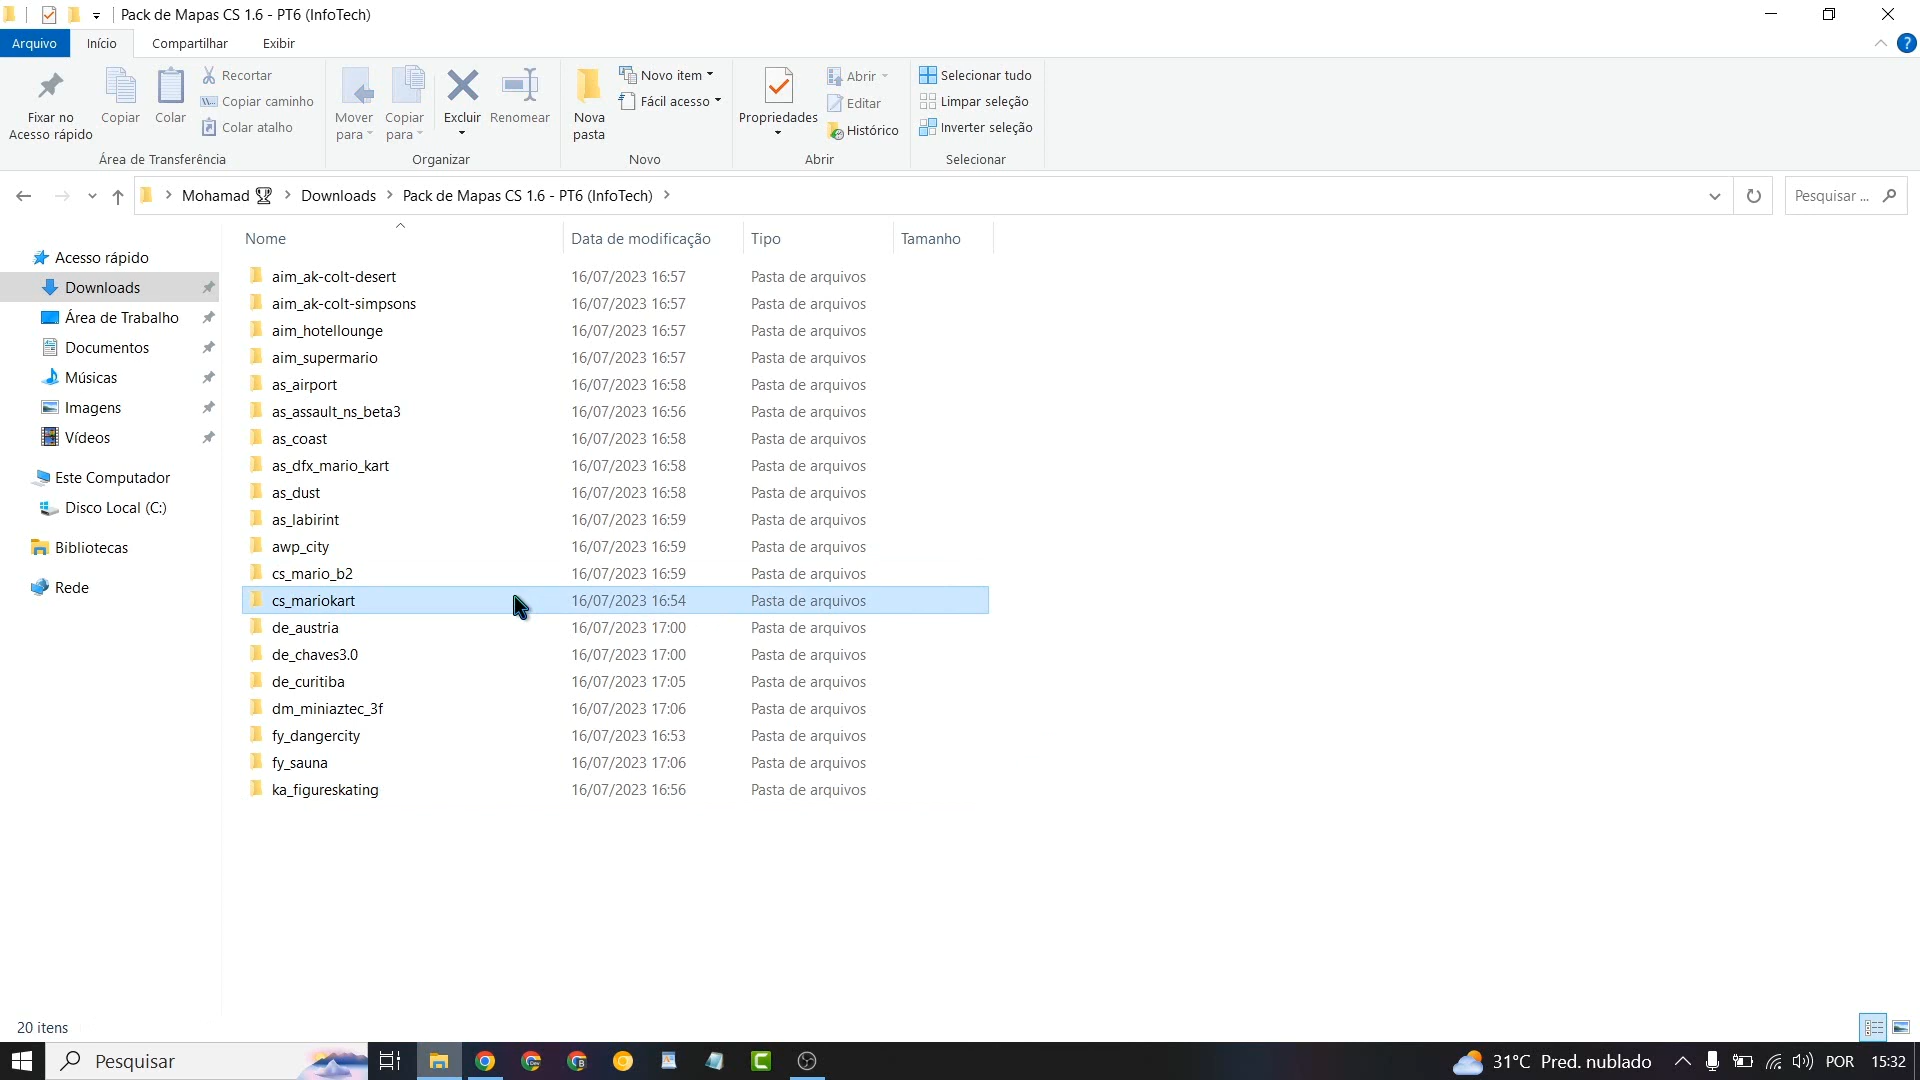 Pack de Mapas CS 1.6 - PT6 (InfoTech)
Arquivo
Início
Compartilhar
Exibir
Fixar no
Acesso rápido
Copiar
Colar
Recortar
Copiar caminho
Colar atalho
Área de Transferência
Mover
para
Copiar
para
Excluir
Renomear
Organizar
Nova
pasta
Novo item
Fácil acesso
Novo
Propriedades
Abrir
Editar
Histórico
Abrir
Selecionar tudo
Limpar seleção
Inverter seleção
Selecionar
Mohamad 🏆 > Downloads > Pack de Mapas CS 1.6 - PT6 (InfoTech) >
Pesquisar ...
Acesso rápido
Downloads
Área de Trabalho
Documentos
Músicas
Imagens
Vídeos
Este Computador
Disco Local (C:)
Bibliotecas
Rede
Nome Data de modificação Tipo Tamanho
aim_ak-colt-desert 16/07/2023 16:57 Pasta de arquivos
aim_ak-colt-simpsons 16/07/2023 16:57 Pasta de arquivos
aim_hotellounge 16/07/2023 16:57 Pasta de arquivos
aim_supermario 16/07/2023 16:57 Pasta de arquivos
as_airport 16/07/2023 16:58 Pasta de arquivos
as_assault_ns_beta3 16/07/2023 16:56 Pasta de arquivos
as_coast 16/07/2023 16:58 Pasta de arquivos
as_dfx_mario_kart 16/07/2023 16:58 Pasta de arquivos
as_dust 16/07/2023 16:58 Pasta de arquivos
as_labirint 16/07/2023 16:59 Pasta de arquivos
awp_city 16/07/2023 16:59 Pasta de arquivos
cs_mario_b2 16/07/2023 16:59 Pasta de arquivos
cs_mariokart 16/07/2023 16:54 Pasta de arquivos
de_austria 16/07/2023 17:00 Pasta de arquivos
de_chaves3.0 16/07/2023 17:00 Pasta de arquivos
de_curitiba 16/07/2023 17:05 Pasta de arquivos
dm_miniaztec_3f 16/07/2023 17:06 Pasta de arquivos
fy_dangercity 16/07/2023 16:53 Pasta de arquivos
fy_sauna 16/07/2023 17:06 Pasta de arquivos
ka_figureskating 16/07/2023 16:56 Pasta de arquivos
20 itens
Pesquisar
31°C Pred. nublado
POR
15:32